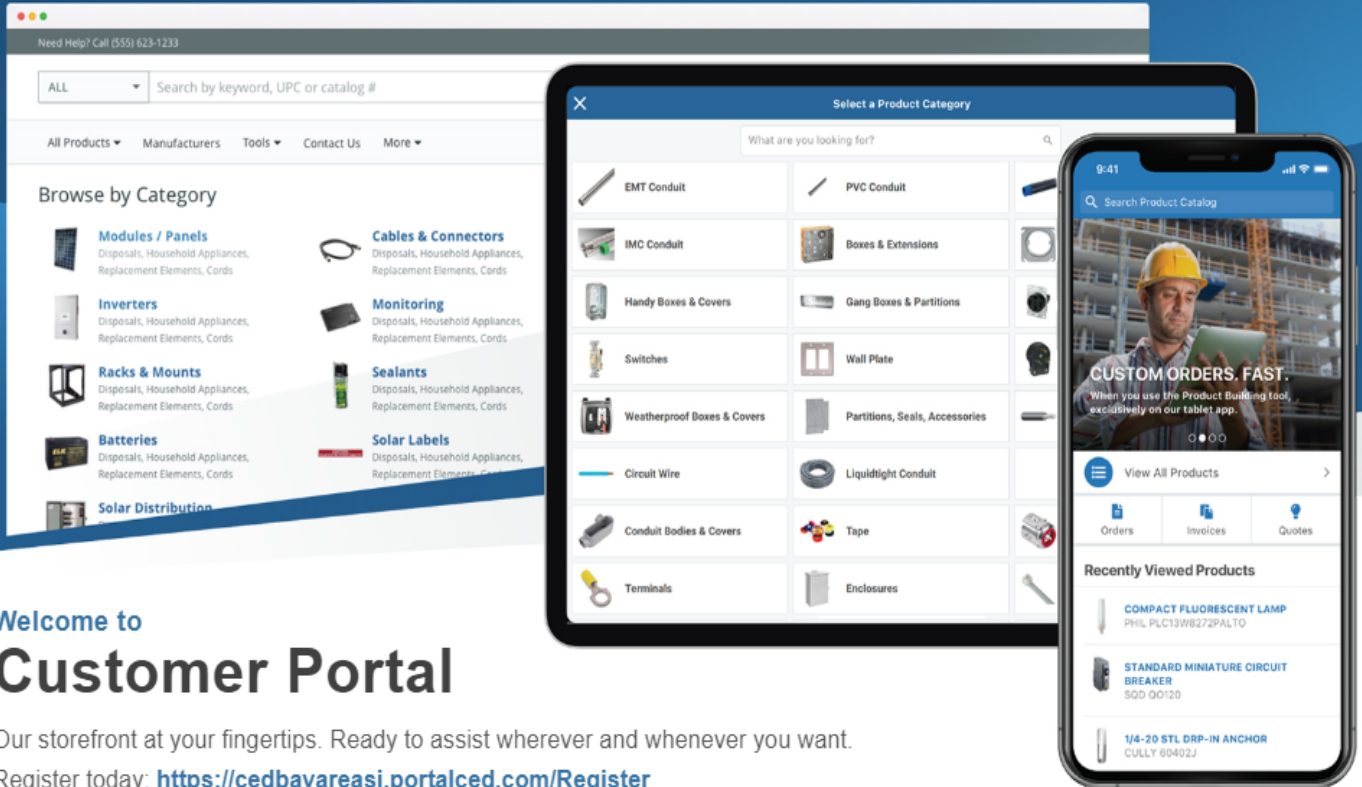 Need Help? Call (555) 623-1233
ALL
Search by keyword, UPC or catalog #
All Products
Manufacturers
Tools
Contact Us
More
Browse by Category
Modules / Panels
Disposals, Household Appliances,
Replacement Elements, Cords
Cables & Connectors
Disposals, Household Appliances,
Replacement Elements, Cords
Inverters
Disposals, Household Appliances,
Replacement Elements, Cords
Monitoring
Disposals, Household Appliances,
Replacement Elements, Cords
Racks & Mounts
Disposals, Household Appliances,
Replacement Elements, Cords
Sealants
Disposals, Household Appliances,
Replacement Elements, Cords
Batteries
Disposals, Household Appliances,
Replacement Elements, Cords
Solar Labels
Disposals, Household Appliances,
Replacement Elements,
Solar Distribution
Select a Product Category
What are you looking for?
EMT Conduit
PVC Conduit
IMC Conduit
Boxes & Extensions
Handy Boxes & Covers
Gang Boxes & Partitions
Switches
Wall Plate
Weatherproof Boxes & Covers
Partitions, Seals, Accessories
Circuit Wire
Liquidtight Conduit
Conduit Bodies & Covers
Tape
Terminals
Enclosures
9:41
Search Product Catalog
CUSTOM ORDERS. FAST.
When you use the Product Building tool,
exclusively on our tablet app.
View All Products
Orders
Invoices
Quotes
Recently Viewed Products
COMPACT FLUORESCENT LAMP
PHIL PLC13W8272PALTO
STANDARD MINIATURE CIRCUIT
BREAKER
SQD QO120
1/4-20 STL DRP-IN ANCHOR
CULLY 60402J
Welcome to
Customer Portal
Our storefront at your fingertips. Ready to assist wherever and whenever you want.
Register today: https://cedbayareasj.portalced.com/Register